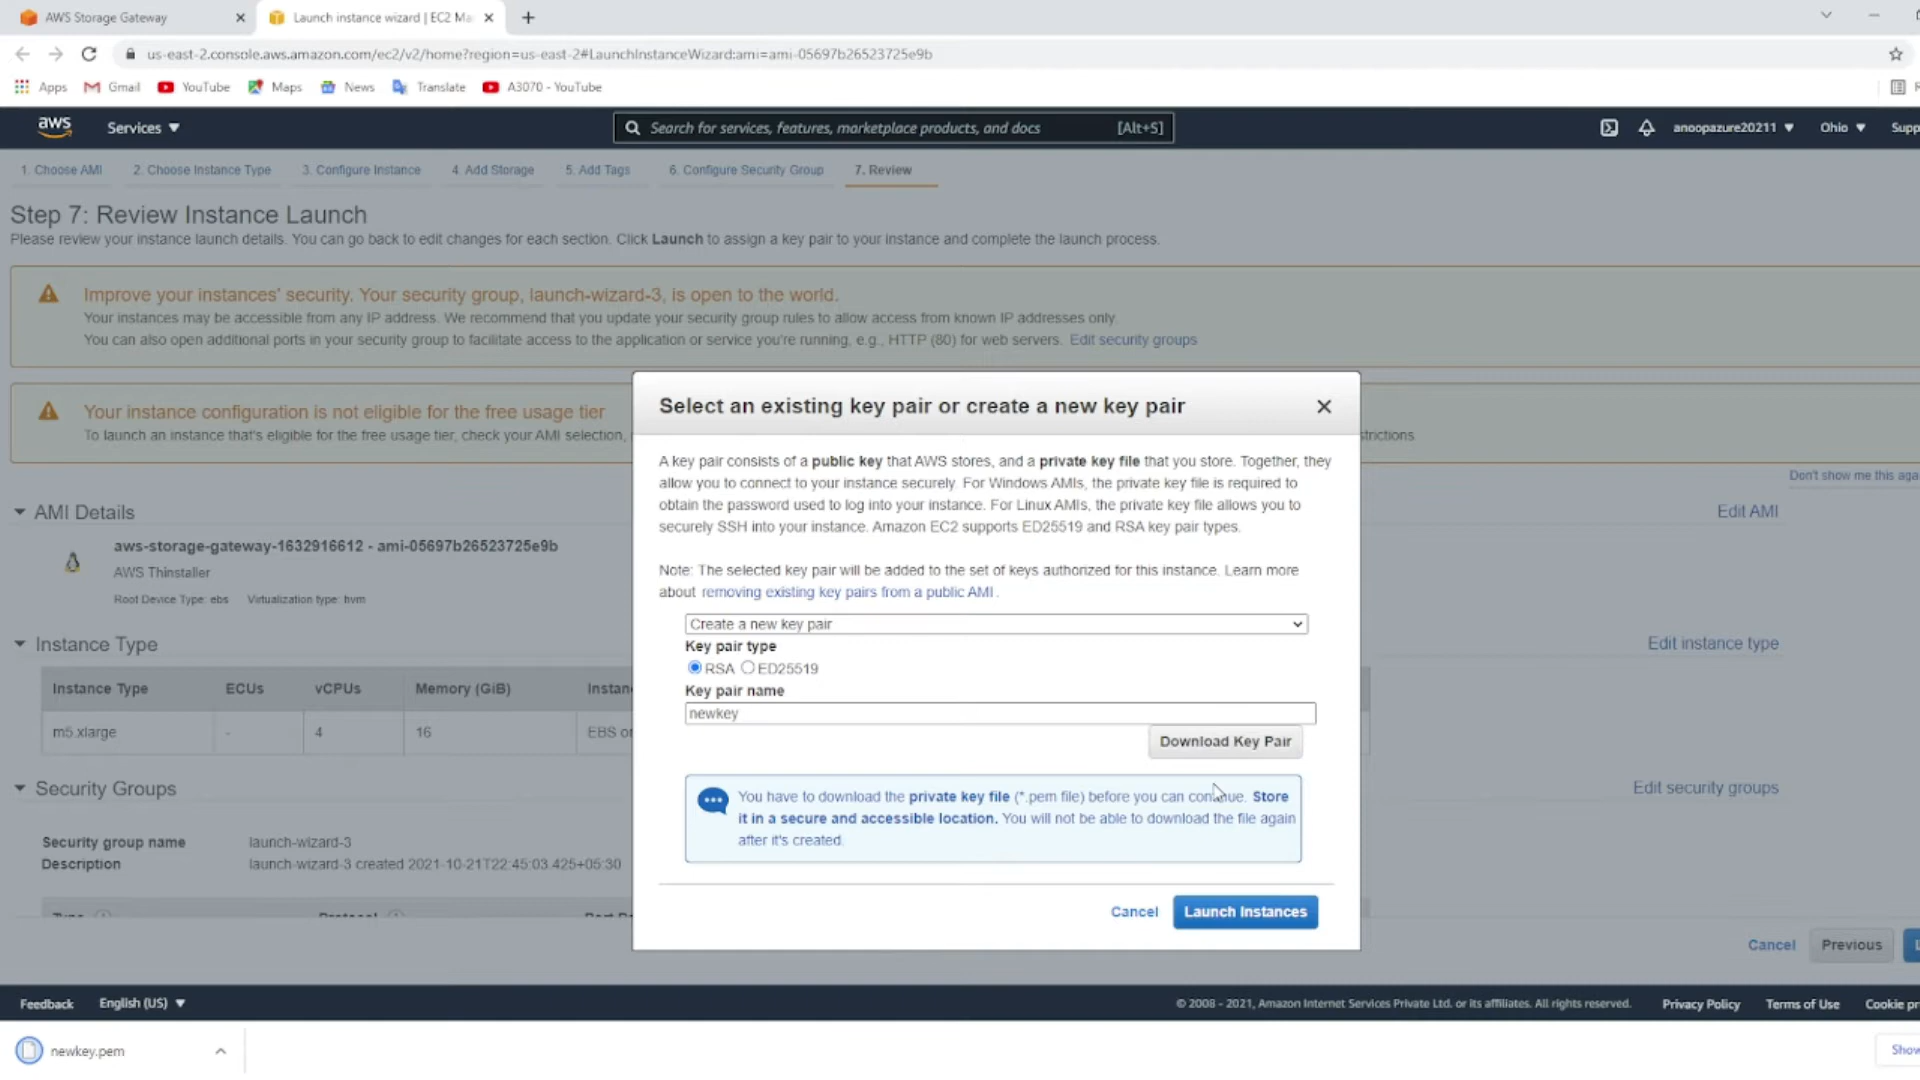 AWS Storage Gateway
Launch instance wizard | EC2 Ma
us-east-2.console.aws.amazon.com/ec2/v2/home?region=us-east-2#LaunchInstanceWizard:ami=ami-05697b26523725e9b
Apps Gmail YouTube Maps News Translate A3070 - YouTube
aws Services Search for services, features, marketplace products, and docs [Alt+S] anoopazure20211 Ohio Supp
1. Choose AMI 2. Choose Instance Type 3. Configure Instance 4. Add Storage 5. Add Tags 6. Configure Security Group 7. Review
Step 7: Review Instance Launch
Please review your instance launch details. You can go back to edit changes for each section. Click Launch to assign a key pair to your instance and complete the launch process.
Improve your instances' security. Your security group, launch-wizard-3, is open to the world.
Your instances may be accessible from any IP address. We recommend that you update your security group rules to allow access from known IP addresses only.
You can also open additional ports in your security group to facilitate access to the application or service you're running, e.g., HTTP (80) for web servers. Edit security groups
Your instance configuration is not eligible for the free usage tier
To launch an instance that's eligible for the free usage tier, check your AMI selection, strictions.
Don't show me this aga
AMI Details
Edit AMI
aws-storage-gateway-1632916612 - ami-05697b26523725e9b
AWS Thinstaller
Root Device Type: ebs Virtualization type: hvm
Instance Type
Edit instance type
Instance Type ECUs vCPUs Memory (GiB) Instan
m5.xlarge - 4 16 EBS o
Security Groups
Edit security groups
Security group name launch-wizard-3
Description launch-wizard-3 created 2021-10-21T22:45:03.425+05:30
Select an existing key pair or create a new key pair
A key pair consists of a public key that AWS stores, and a private key file that you store. Together, they
allow you to connect to your instance securely. For Windows AMIs, the private key file is required to
obtain the password used to log into your instance. For Linux AMIs, the private key file allows you to
securely SSH into your instance. Amazon EC2 supports ED25519 and RSA key pair types.
Note: The selected key pair will be added to the set of keys authorized for this instance. Learn more
about removing existing key pairs from a public AMI.
Create a new key pair
Key pair type
RSA ED25519
Key pair name
newkey
Download Key Pair
You have to download the private key file (*.pem file) before you can continue. Store
it in a secure and accessible location. You will not be able to download the file again
after it's created.
Cancel Launch Instances
Cancel Previous
Feedback English (US) © 2008 - 2021, Amazon Internet Services Private Ltd. or its affiliates. All rights reserved. Privacy Policy Terms of Use Cookie pr
newkey.pem
Show